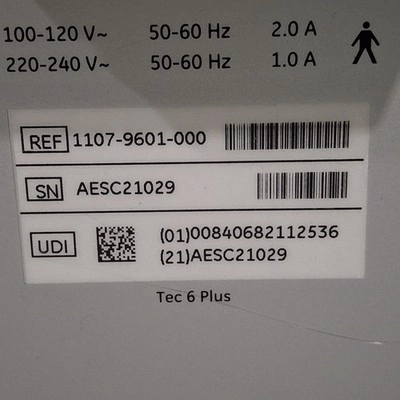 100-120 V~ 50-60 Hz 2.0 A
220-240 V~ 50-60 Hz 1.0 A
REF 1107-9601-000
SN AESC21029
UDI (01)00840682112536
(21)AESC21029
Tec 6 Plus